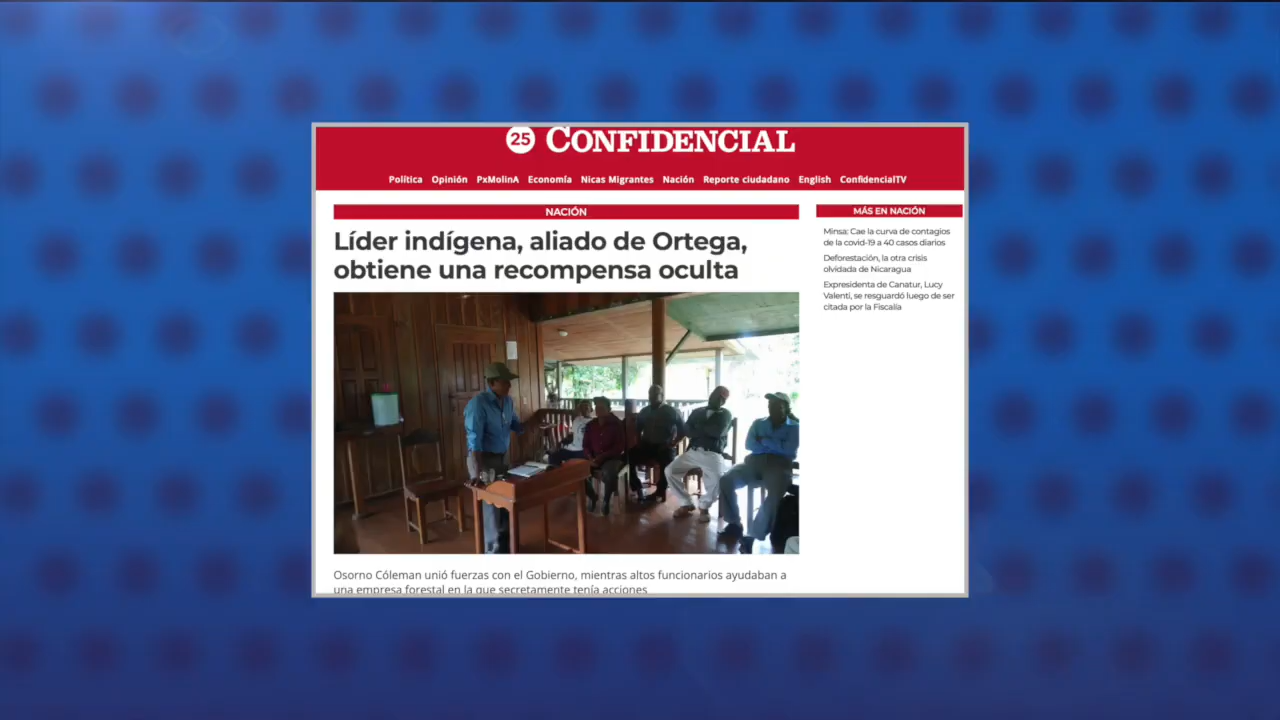 25 CONFIDENCIAL
Política Opinión PxMolinA Economía Nicas Migrantes Nación Reporte ciudadano English ConfidencialTV
NACIÓN
Líder indígena, aliado de Ortega,
obtiene una recompensa oculta
Osorno Cóleman unió fuerzas con el Gobierno, mientras altos funcionarios ayudaban a
una empresa forestal en la que secretamente tenía acciones
MÁS EN NACIÓN
Minsa: Cae la curva de contagios
de la covid-19 a 40 casos diarios
Deforestación, la otra crisis
olvidada de Nicaragua
Expresidenta de Canatur, Lucy
Valenti, se resguardó luego de ser
citada por la Fiscalía